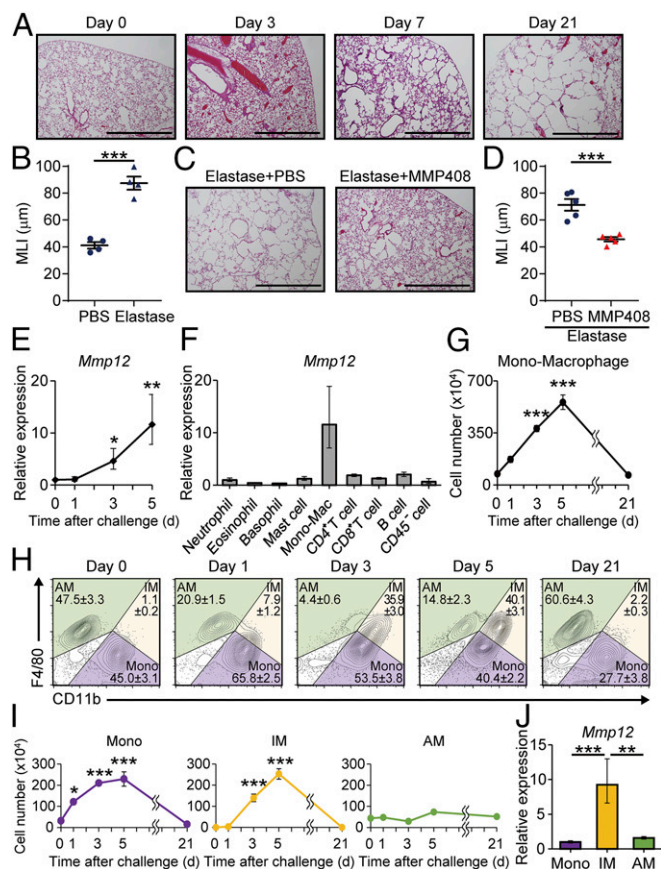 A
Day 0
Day 3
Day 7
Day 21
B
***
MLI (μm)
100
80
60
40
20
0
PBS Elastase
C
Elastase+PBS
Elastase+MMP408
D
***
MLI (μm)
100
80
60
40
20
0
PBS MMP408
Elastase
E
Mmp12
Relative expression
20
10
0
*
**
0 1 3 5
Time after challenge (d)
F
Mmp12
Relative expression
20
10
0
Neutrophil
Eosinophil
Basophil
Mast cell
Mono-Mac
CD4+T cell
CD8+T cell
B cell
CD45- cell
G
Mono-Macrophage
Cell number (x10⁴)
700
350
0
***
***
0 1 3 5 21
Time after challenge (d)
H
Day 0
Day 1
Day 3
Day 5
Day 21
F4/80
AM
47.5±3.3
IM
1.1
±0.2
Mono
45.0±3.1
AM
20.9±1.5
IM
7.9
±1.2
Mono
65.8±2.5
AM
4.4±0.6
IM
35.9
±3.0
Mono
53.5±3.8
AM
14.8±2.3
IM
40.1
±3.1
Mono
40.4±2.2
AM
60.6±4.3
IM
2.2
±0.3
Mono
27.7±3.8
CD11b
I
Mono
IM
AM
Cell number (x10⁴)
300
200
100
0
*
***
***
0 1 3 5 21
Time after challenge (d)
300
200
100
0
***
***
0 1 3 5 21
Time after challenge (d)
300
200
100
0
0 1 3 5 21
Time after challenge (d)
J
Mmp12
Relative expression
15
10
5
0
***
**
Mono IM AM